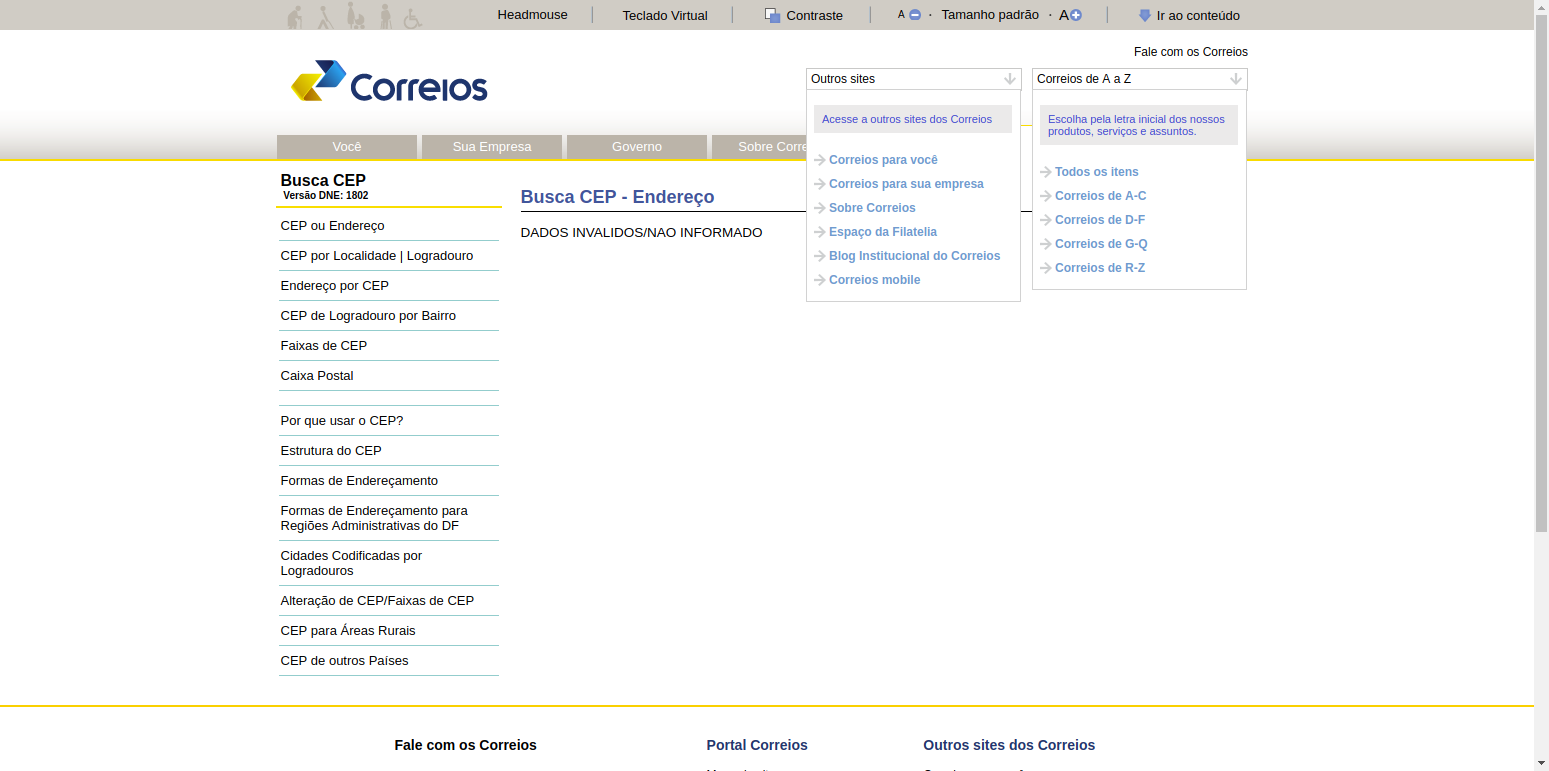 Headmouse
Teclado Virtual
Contraste
A · Tamanho padrão · A
Ir ao conteúdo
Fale com os Correios
Correios
Outros sites
Acesse a outros sites dos Correios
Correios para você
Correios para sua empresa
Sobre Correios
Espaço da Filatelia
Blog Institucional do Correios
Correios mobile
Correios de A a Z
Escolha pela letra inicial dos nossos
produtos, serviços e assuntos.
Todos os itens
Correios de A-C
Correios de D-F
Correios de G-Q
Correios de R-Z
Você
Sua Empresa
Governo
Sobre Corre
Busca CEP
Versão DNE: 1802
CEP ou Endereço
CEP por Localidade | Logradouro
Endereço por CEP
CEP de Logradouro por Bairro
Faixas de CEP
Caixa Postal
Por que usar o CEP?
Estrutura do CEP
Formas de Endereçamento
Formas de Endereçamento para
Regiões Administrativas do DF
Cidades Codificadas por
Logradouros
Alteração de CEP/Faixas de CEP
CEP para Áreas Rurais
CEP de outros Países
Busca CEP - Endereço
DADOS INVALIDOS/NAO INFORMADO
Fale com os Correios
Portal Correios
Outros sites dos Correios